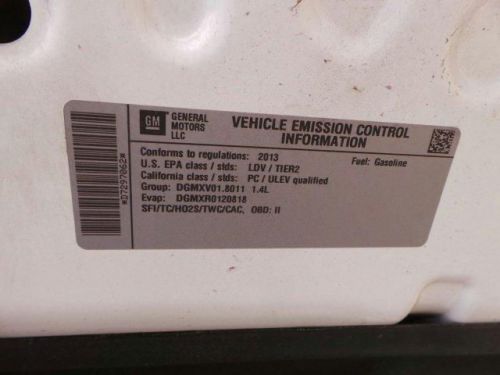 GM
GENERAL
MOTORS
LLC
VEHICLE EMISSION CONTROL
INFORMATION
Conforms to regulations: 2013
Fuel: Gasoline
U.S. EPA class / stds: LDV / TIER2
California class / stds: PC / ULEV qualified
Group: DGMXV01.8011 1.4L
Evap: DGMXR0120818
SFI/TC/HO2S/TWC/CAC, OBD: II
*D7297062*